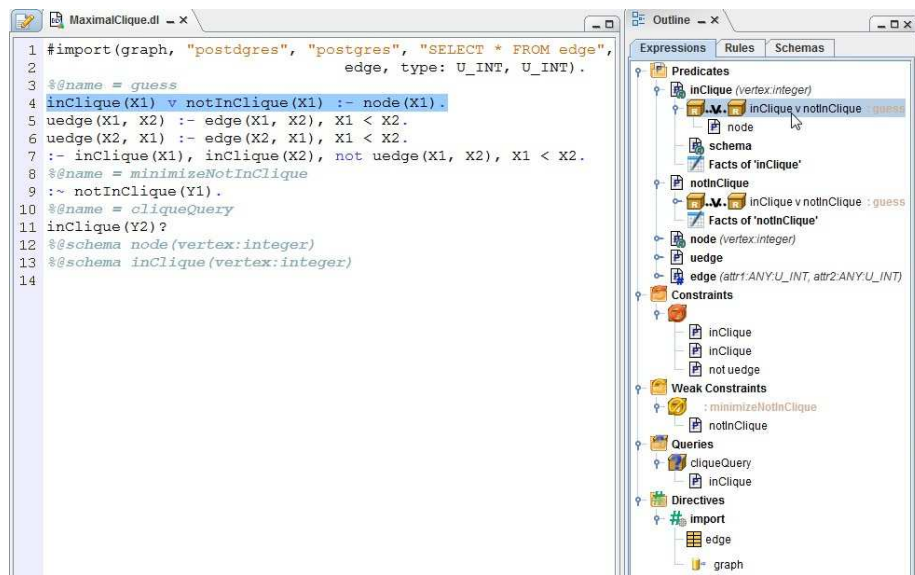 MaximalClique.dl
1 #import(graph, "postdgres", "postgres", "SELECT * FROM edge",
2 edge, type: U_INT, U_INT).
3 %@name = guess
4 inClique(X1) v notInClique(X1) :- node(X1).
5 uedge(X1, X2) :- edge(X1, X2), X1 < X2.
6 uedge(X2, X1) :- edge(X2, X1), X1 < X2.
7 :- inClique(X1), inClique(X2), not uedge(X1, X2), X1 < X2.
8 %@name = minimizeNotInClique
9 :~ notInClique(Y1).
10 %@name = cliqueQuery
11 inClique(Y2)?
12 %@schema node(vertex:integer)
13 %@schema inClique(vertex:integer)
14
Outline
Expressions Rules Schemas
Predicates
inClique (vertex:integer)
R ..v.. R inClique v notInClique : guess
node
schema
Facts of 'inClique'
notInClique
R ..v.. R inClique v notInClique : guess
Facts of 'notInClique'
node (vertex:integer)
uedge
edge (attr1:ANY:U_INT, attr2:ANY:U_INT)
Constraints
inClique
inClique
not uedge
Weak Constraints
: minimizeNotInClique
notInClique
Queries
cliqueQuery
inClique
Directives
import
edge
graph